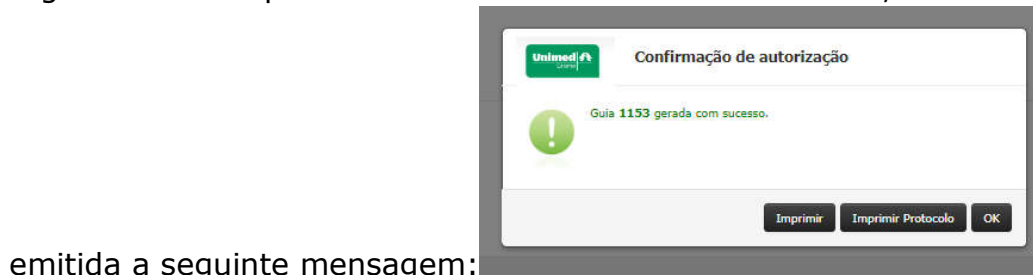 Unimed
Confirmação de autorização
Guia 1153 gerada com sucesso.
Imprimir Imprimir Protocolo OK
emitida a seguinte mensagem: